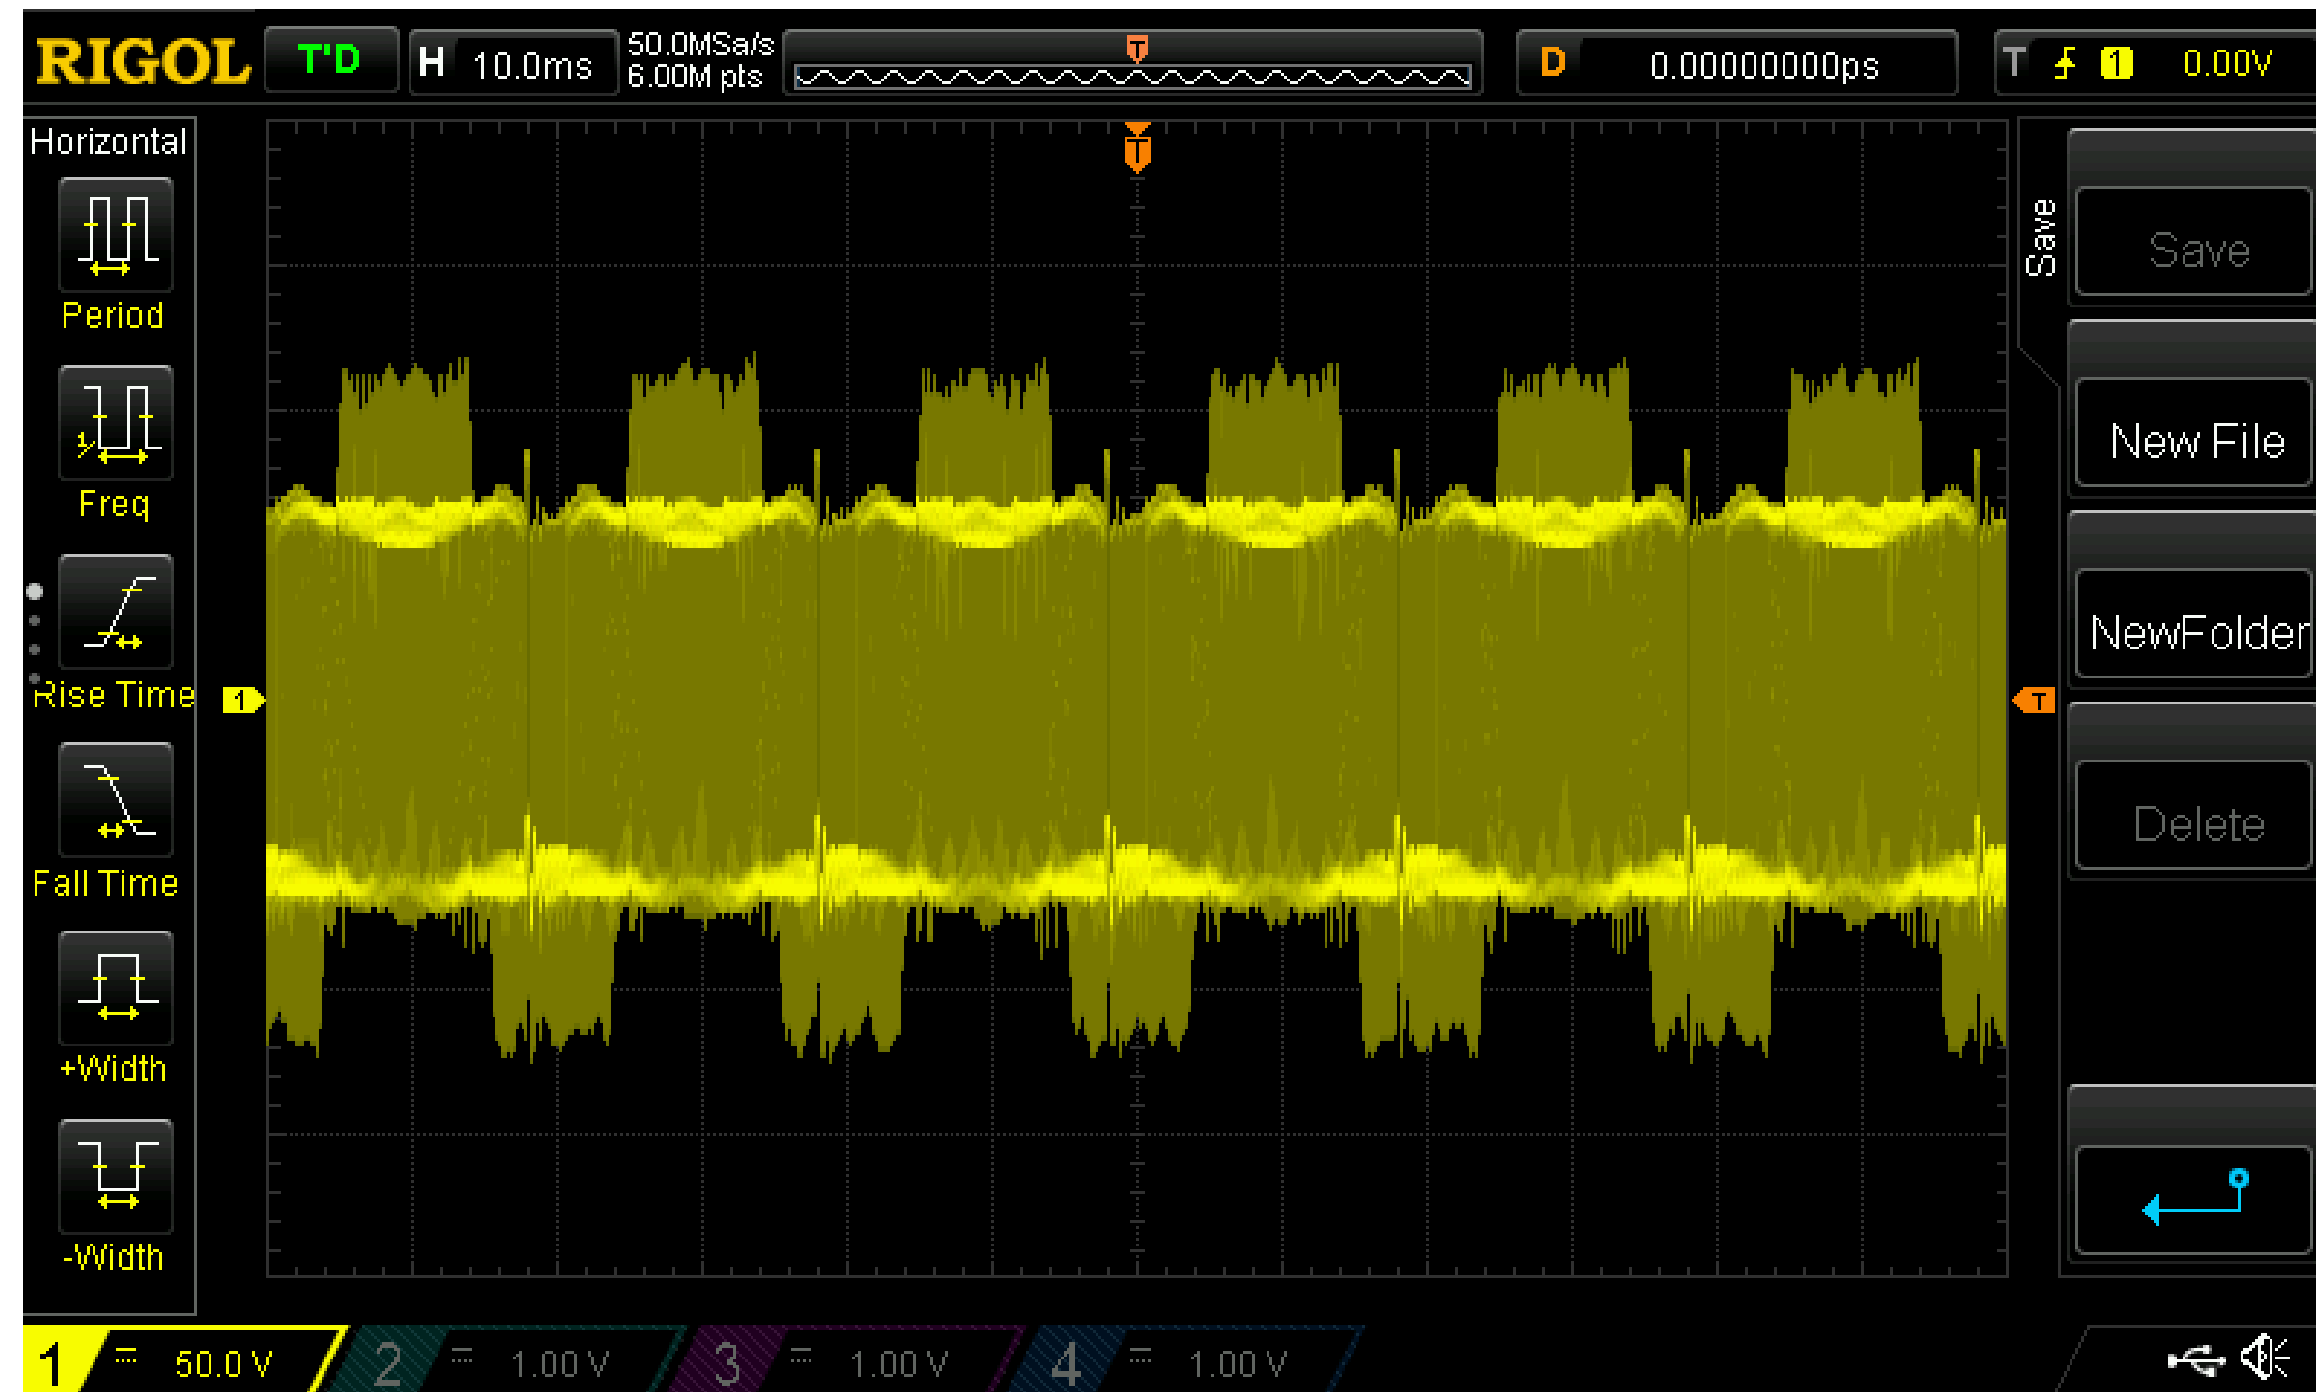 RIGOL T'D H 10.0ms 50.0MSa/s 6.00M pts T D 0.00000000ps T 1 0.00V
Horizontal
Period
Freq
Rise Time
Fall Time
+Width
-Width
T
1
T
Save
Save
New File
NewFolder
Delete
1 50.0 V 2 1.00 V 3 1.00 V 4 1.00 V